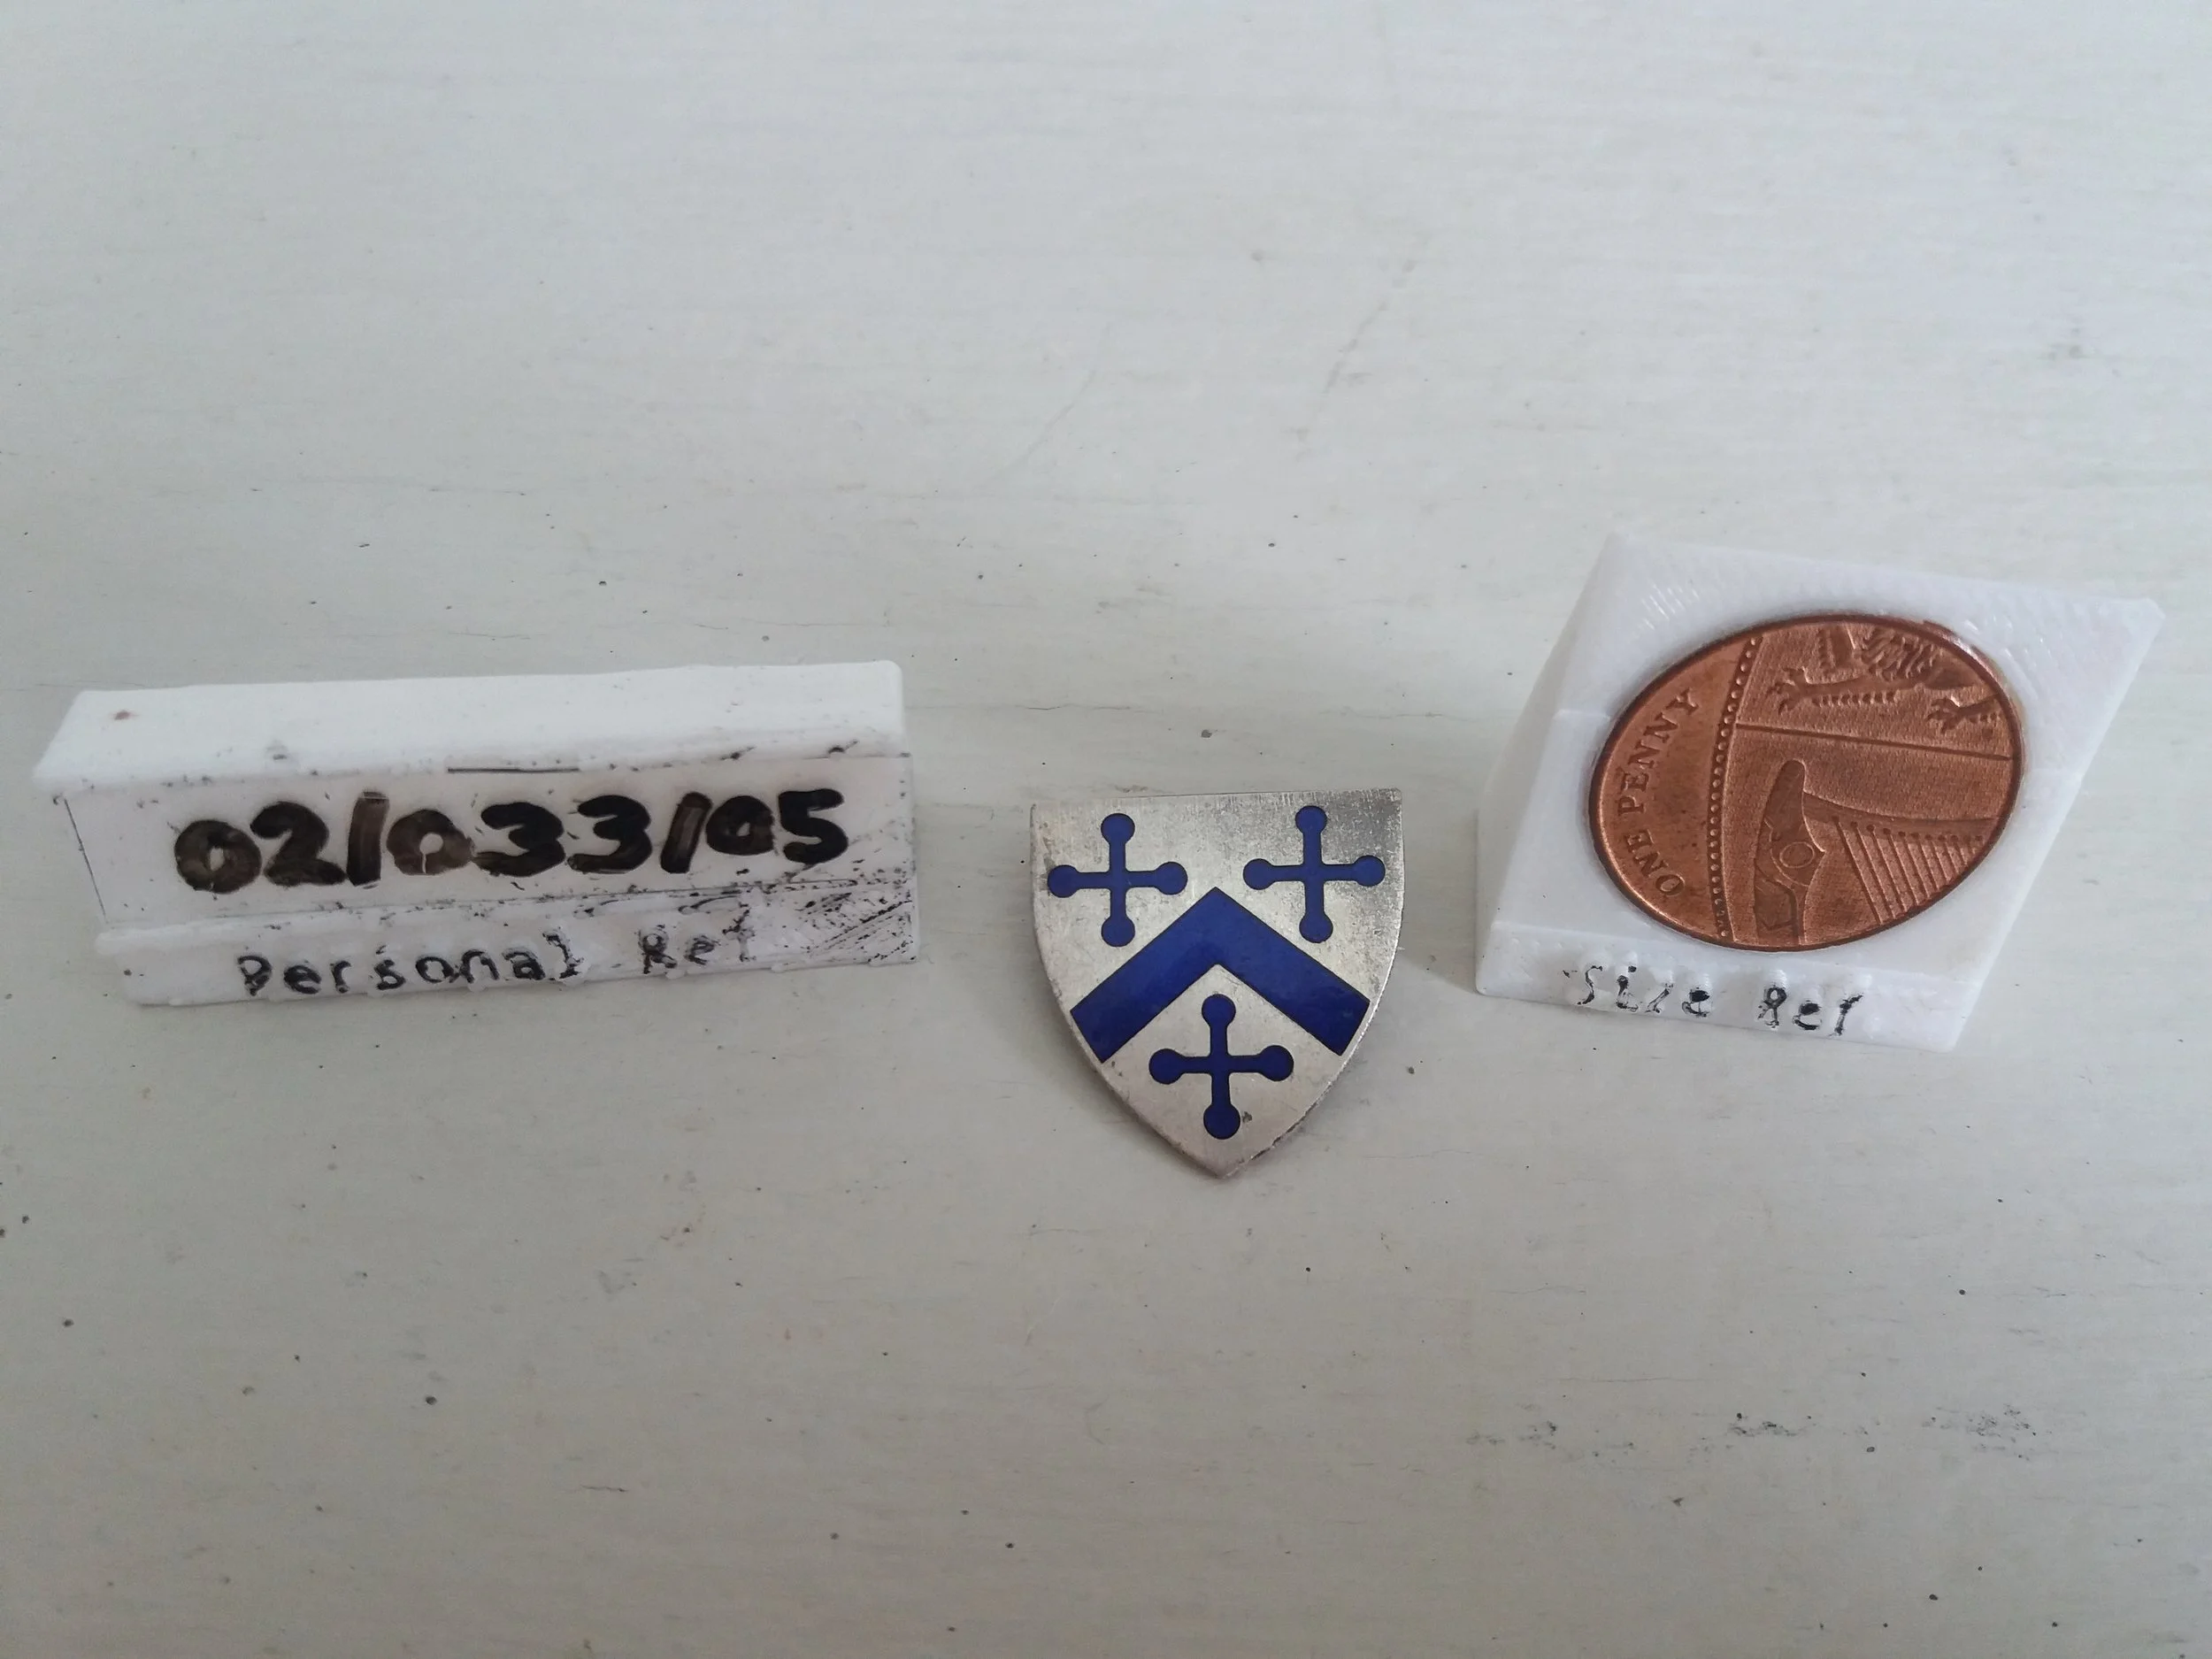 02/033/05
Personal Ref
ONE PENNY
Size Ref